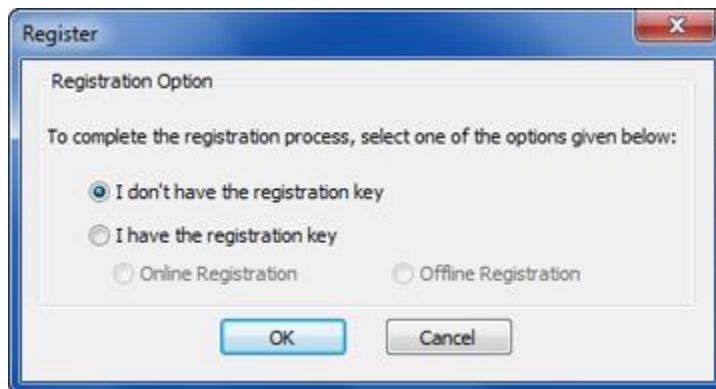 Register
Registration Option
To complete the registration process, select one of the options given below:
I don't have the registration key
I have the registration key
Online Registration Offline Registration
OK Cancel